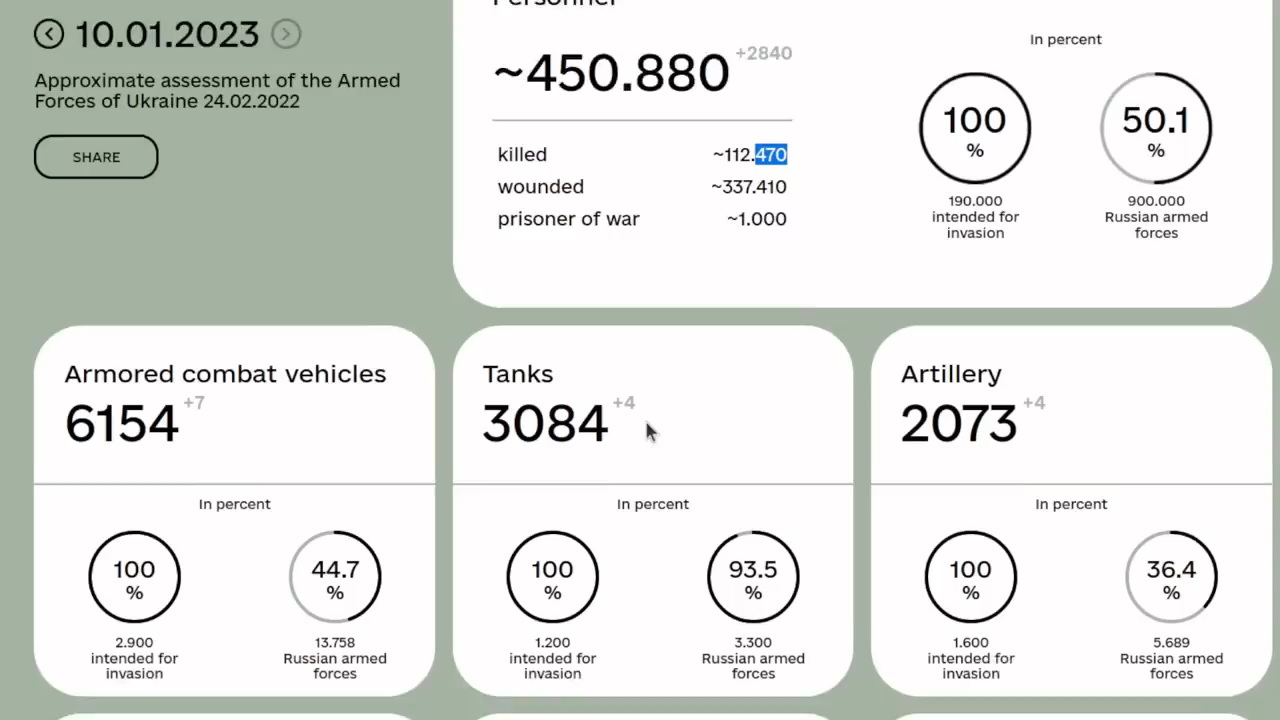 10.01.2023
Approximate assessment of the Armed
Forces of Ukraine 24.02.2022
SHARE
Personnel
~450.880 +2840
killed ~112.470
wounded ~337.410
prisoner of war ~1.000
In percent
100
%
190.000
intended for
invasion
50.1
%
900.000
Russian armed
forces
Armored combat vehicles
6154 +7
In percent
100
%
2.900
intended for
invasion
44.7
%
13.758
Russian armed
forces
Tanks
3084 +4
In percent
100
%
1.200
intended for
invasion
93.5
%
3.300
Russian armed
forces
Artillery
2073 +4
In percent
100
%
1.600
intended for
invasion
36.4
%
5.689
Russian armed
forces